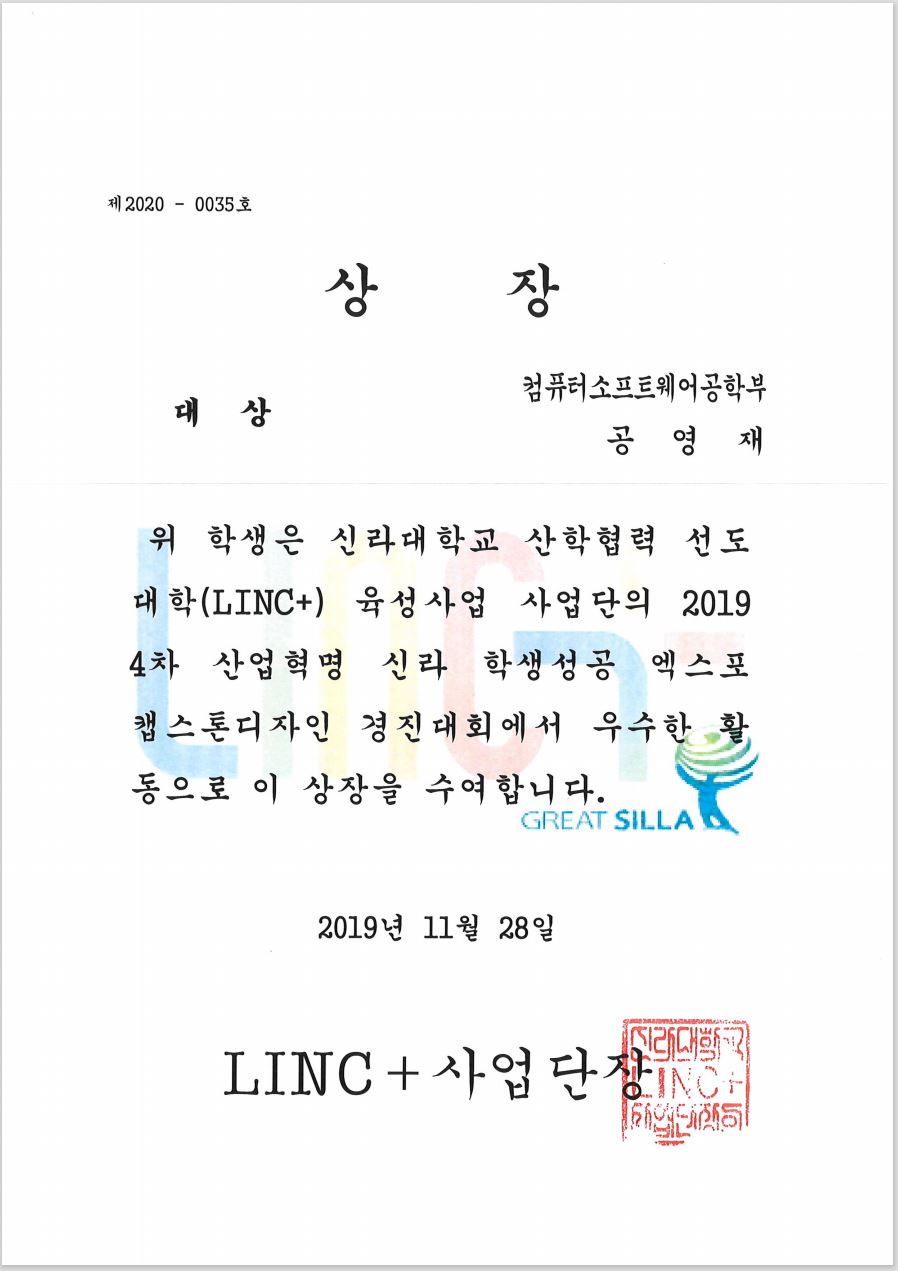 제2020 - 0035호
상 장
대 상
컴퓨터소프트웨어공학부
공 영 재
위 학생은 신라대학교 산학협력 선도
대학(LINC+) 육성사업 사업단의 2019
4차 산업혁명 신라 학생성공 엑스포
캡스톤디자인 경진대회에서 우수한 활
동으로 이 상장을 수여합니다.
LINC+
GREAT SILLA
2019년 11월 28일
LINC+사업단장
신라대학교
LINC+
사업단장의